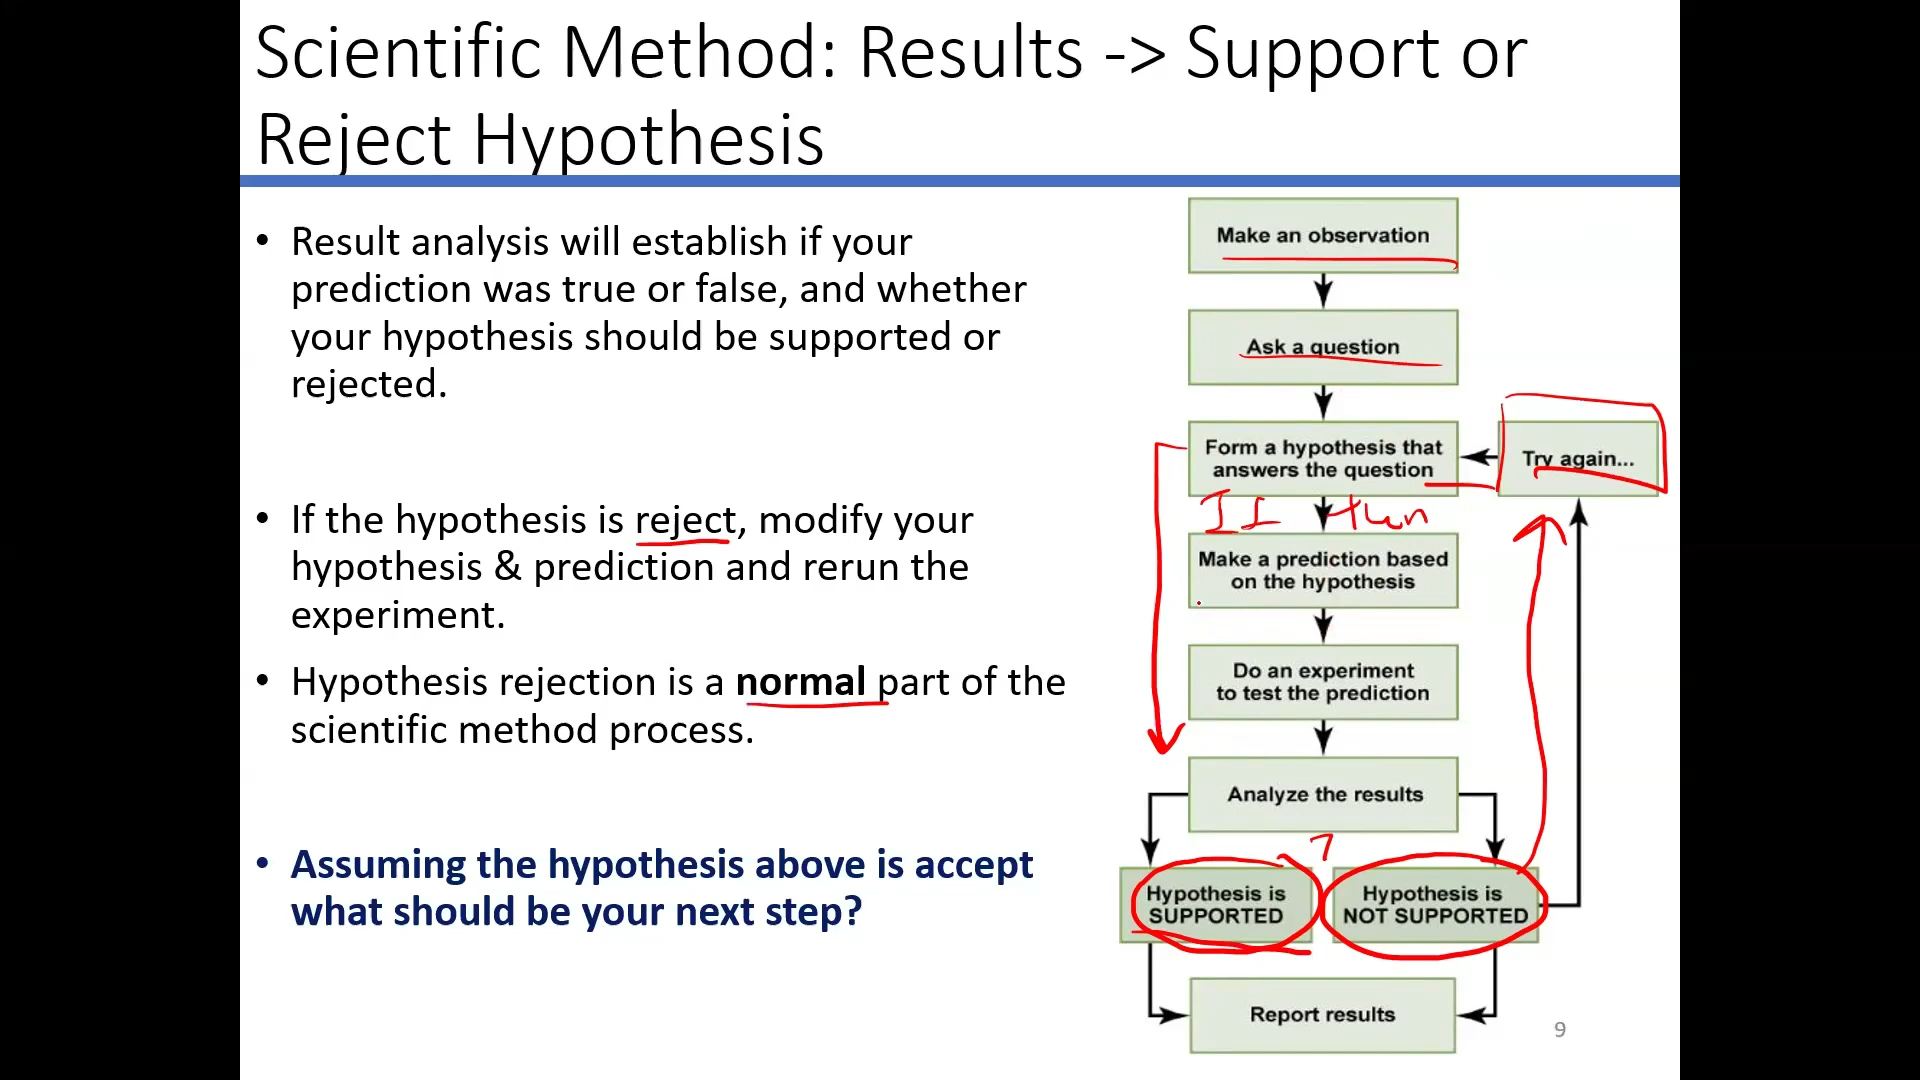 Scientific Method: Results -> Support or
Reject Hypothesis
• Result analysis will establish if your
prediction was true or false, and whether
your hypothesis should be supported or
rejected.
• If the hypothesis is reject, modify your
hypothesis & prediction and rerun the
experiment.
• Hypothesis rejection is a normal part of the
scientific method process.
• Assuming the hypothesis above is accept
what should be your next step?
Make an observation
Ask a question
Form a hypothesis that
answers the question
Try again...
then
Make a prediction based
on the hypothesis
Do an experiment
to test the prediction
Analyze the results
?
Hypothesis is
SUPPORTED
Hypothesis is
NOT SUPPORTED
Report results
9